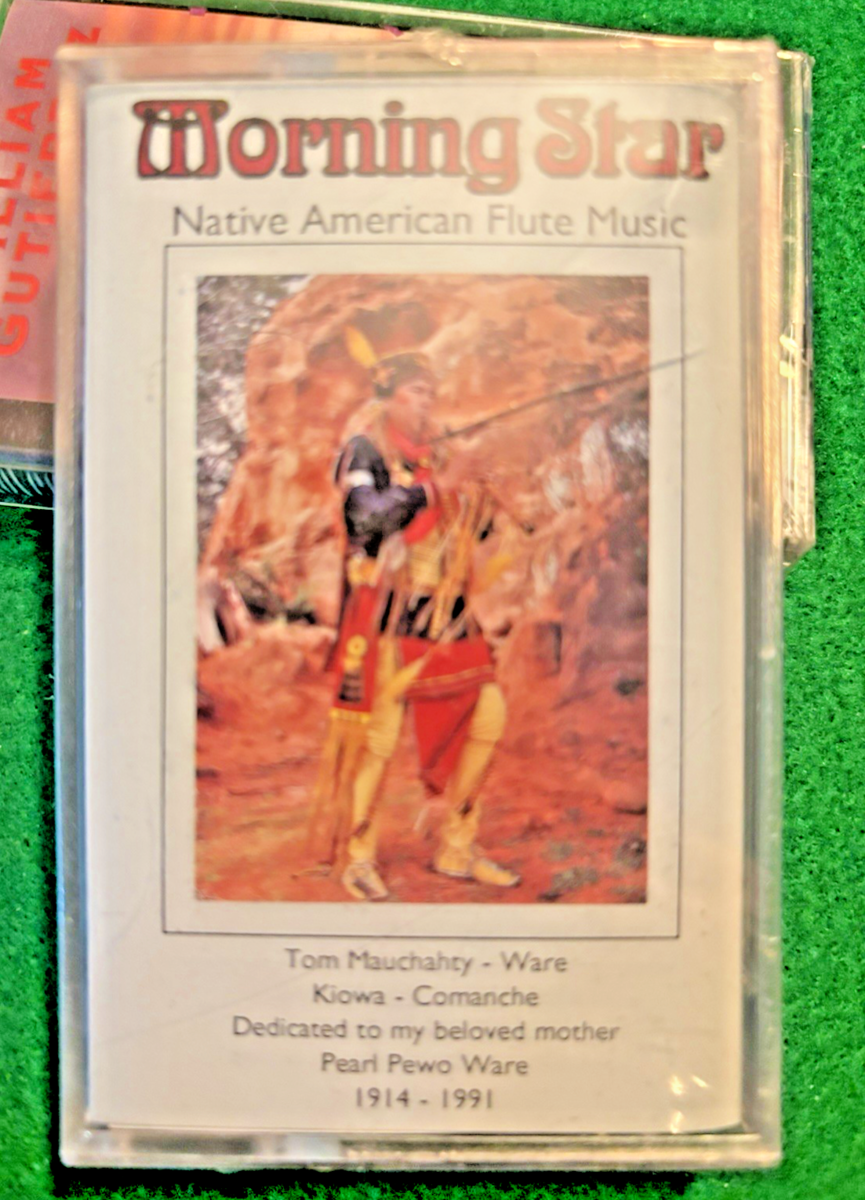 Morning Star
Native American Flute Music
Tom Mauchahty - Ware
Kiowa - Comanche
Dedicated to my beloved mother
Pearl Pewo Ware
1914 - 1991